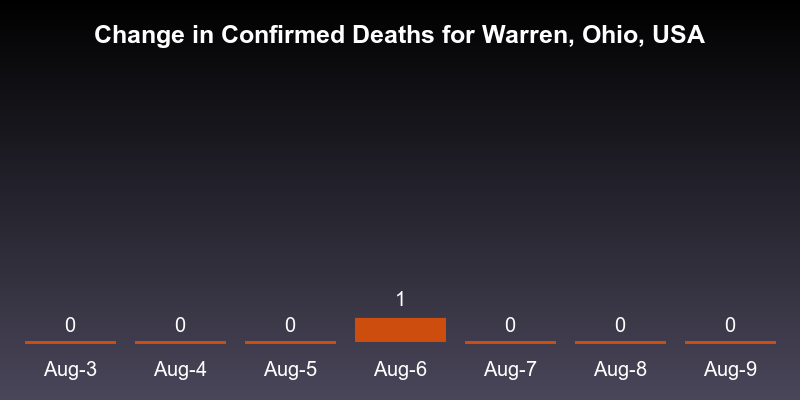 Change in Confirmed Deaths for Warren, Ohio, USA
0 0 0 1 0 0 0
Aug-3 Aug-4 Aug-5 Aug-6 Aug-7 Aug-8 Aug-9